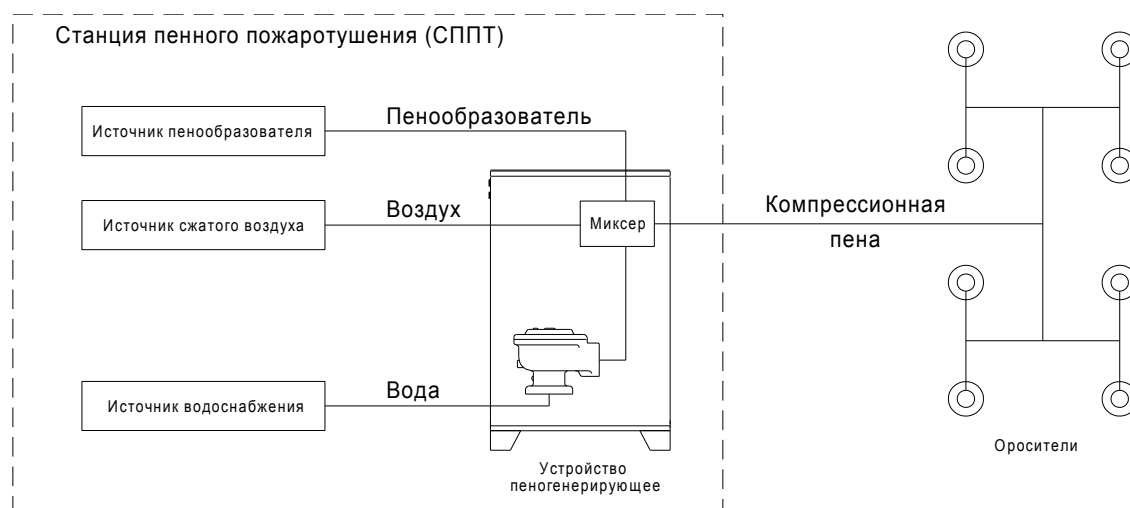 Станция пенного пожаротушения (СППТ)
Источник пенообразователя
Пенообразователь
Источник сжатого воздуха
Воздух
Миксер
Компрессионная
пена
Источник водоснабжения
Вода
Устройство
пеногенерирующее
Оросители